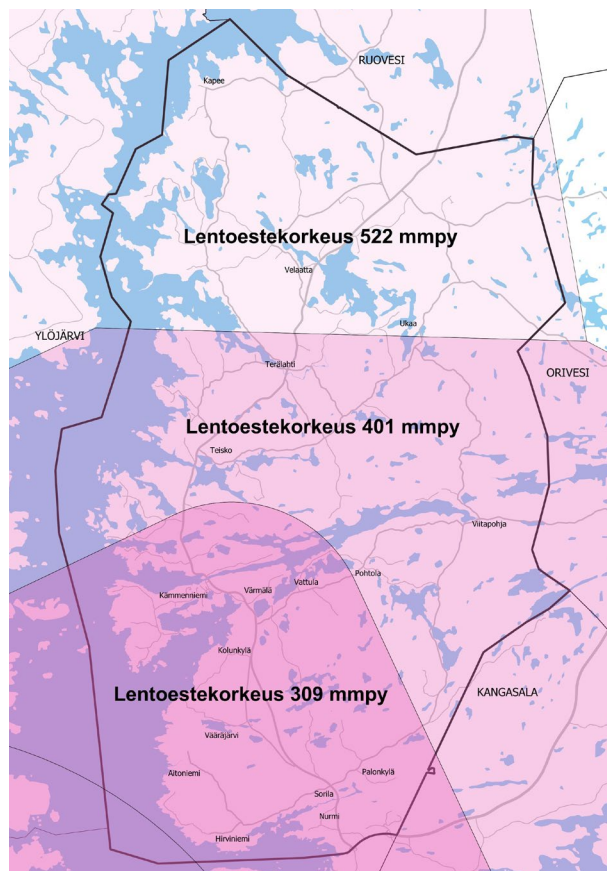 RUOVESI
Kapee
Lentoestekorkeus 522 mmpy
Velaatta
Ukaa
YLÖJÄRVI
Terälahti
ORIVESI
Lentoestekorkeus 401 mmpy
Teisko
Viitapohja
Pohtola
Vattula
Kämmenniemi
Värmälä
Kolunkylä
KANGASALA
Lentoestekorkeus 309 mmpy
Vääräjärvi
Aitoniemi
Palonkylä
Sorila
Nurmi
Hirviniemi